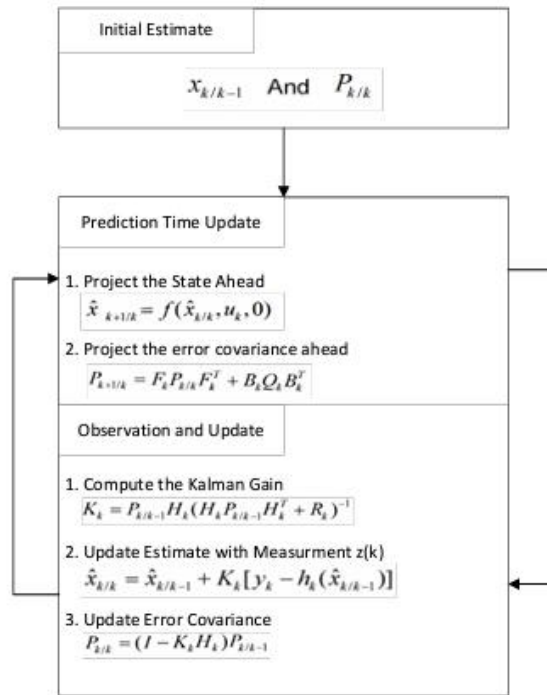 Initial Estimate
x_{k/k-1} And P_{k/k}
Prediction Time Update
1. Project the State Ahead
x̂_{k+1/k} = f(x̂_{k/k}, u_k, 0)
2. Project the error covariance ahead
P_{k+1/k} = F_k P_{k/k} F_k^T + B_k Q_k B_k^T
Observation and Update
1. Compute the Kalman Gain
K_k = P_{k/k-1} H_k (H_k P_{k/k-1} H_k^T + R_k)^{-1}
2. Update Estimate with Measurment z(k)
x̂_{k/k} = x̂_{k/k-1} + K_k [y_k - h_k (x̂_{k/k-1})]
3. Update Error Covariance
P_{k/k} = (I - K_k H_k) P_{k/k-1}